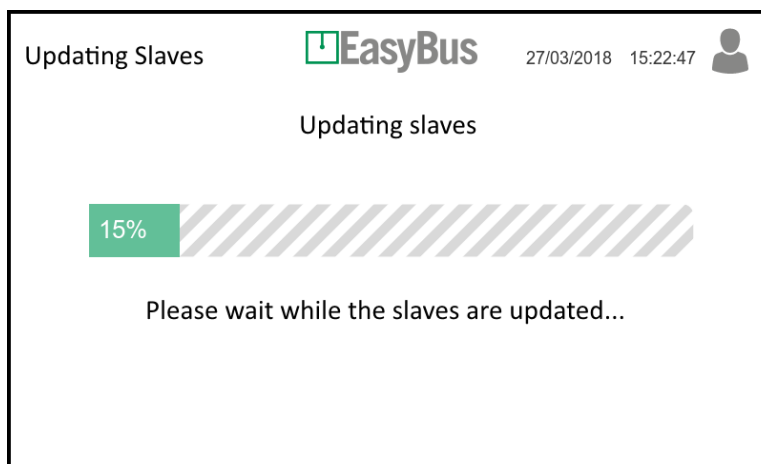 Updating Slaves EasyBus 27/03/2018 15:22:47
Updating slaves
15%
Please wait while the slaves are updated...